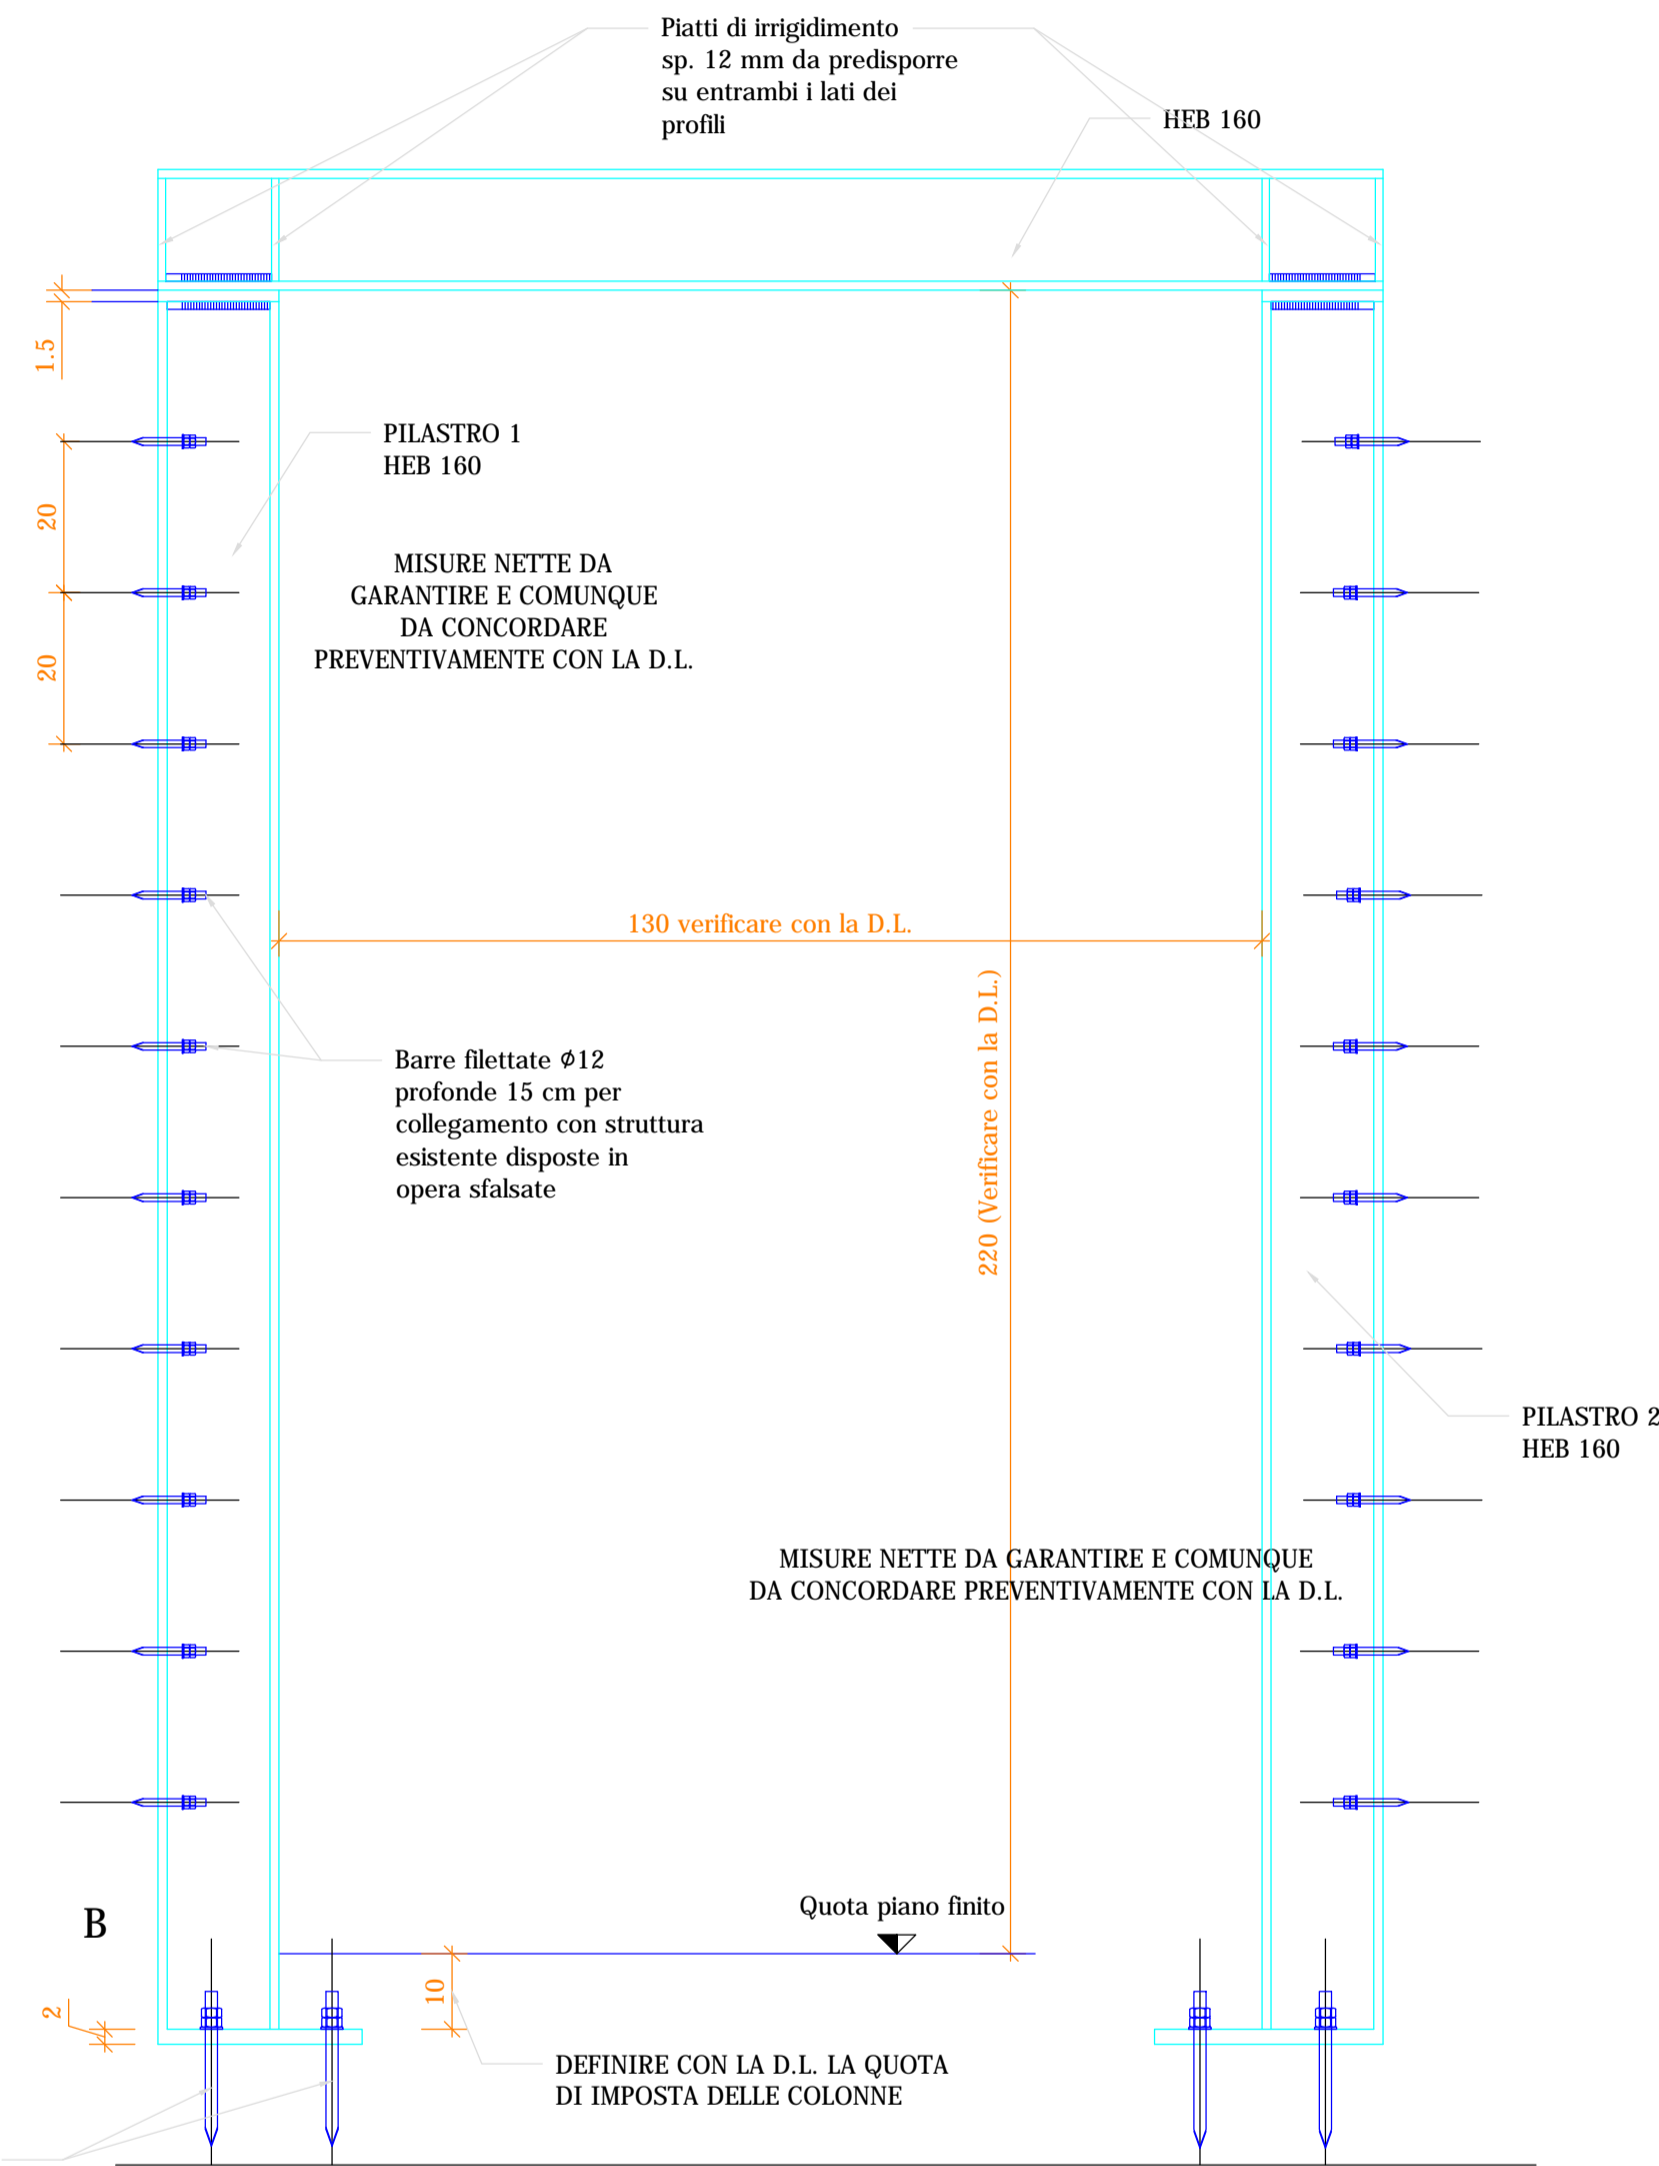 Piatti di irrigidimento
sp. 12 mm da predisporre
su entrambi i lati dei
profili
HEB 160
1.5
PILASTRO 1
HEB 160
20
20
MISURE NETTE DA
GARANTIRE E COMUNQUE
DA CONCORDARE
PREVENTIVAMENTE CON LA D.L.
130 verificare con la D.L.
220 (Verificare con la D.L.)
Barre filettate ϕ12
profonde 15 cm per
collegamento con struttura
esistente disposte in
opera sfalsate
PILASTRO 2
HEB 160
MISURE NETTE DA GARANTIRE E COMUNQUE
DA CONCORDARE PREVENTIVAMENTE CON LA D.L.
Quota piano finito
B
10
2
DEFINIRE CON LA D.L. LA QUOTA
DI IMPOSTA DELLE COLONNE